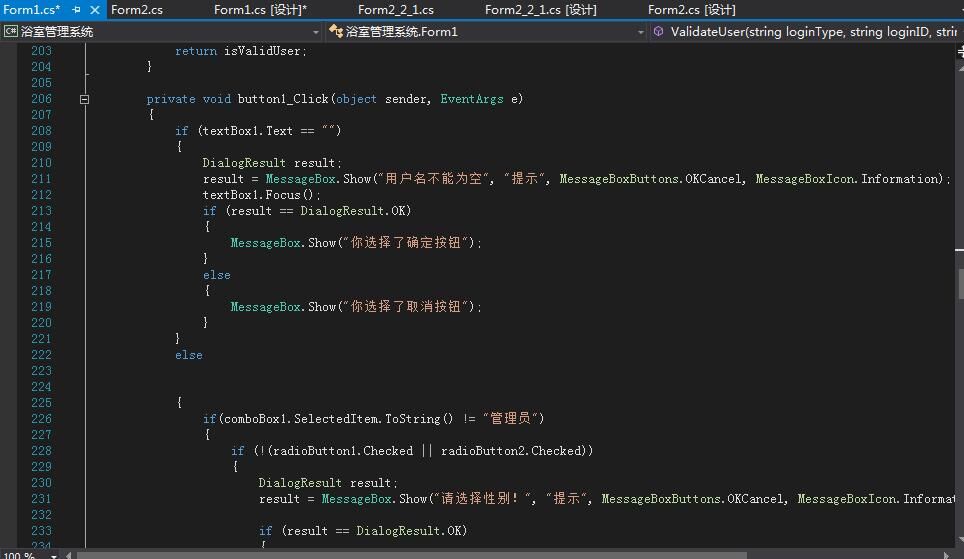 Form1.cs* Form2.cs Form1.cs [设计]* Form2_2_1.cs Form2_2_1.cs [设计] Form2.cs [设计]
C# 浴室管理系统 浴室管理系统.Form1 ValidateUser(string loginType, string loginID, strin
203 return isValidUser;
204 }
205
206 private void button1_Click(object sender, EventArgs e)
207 {
208 if (textBox1.Text == "")
209 {
210 DialogResult result;
211 result = MessageBox.Show("用户名不能为空", "提示", MessageBoxButtons.OKCancel, MessageBoxIcon.Information);
212 textBox1.Focus();
213 if (result == DialogResult.OK)
214 {
215 MessageBox.Show("你选择了确定按钮");
216 }
217 else
218 {
219 MessageBox.Show("你选择了取消按钮");
220 }
221 }
222 else
223
224
225 {
226 if(comboBox1.SelectedItem.ToString() != "管理员")
227 {
228 if (!(radioButton1.Checked || radioButton2.Checked))
229 {
230 DialogResult result;
231 result = MessageBox.Show("请选择性别!", "提示", MessageBoxButtons.OKCancel, MessageBoxIcon.Informat
232
233 if (result == DialogResult.OK)
234 {
100 %